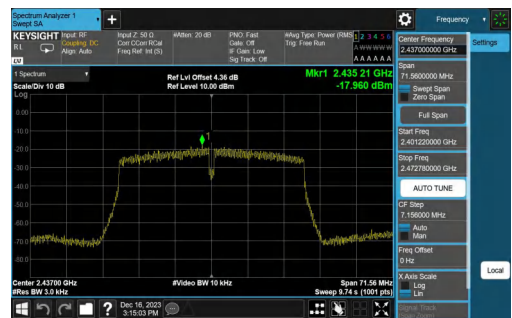 Spectrum Analyzer 1
Swept SA
+
Frequency
KEYSIGHT
Input: RF
R L
Coupling: DC
Align: Auto
LXI
Input Z: 50 Ω
Corr CCorr RCal
Freq Ref: Int (S)
#Atten: 20 dB
PNO: Fast
Gate: Off
IF Gain: Low
Sig Track: Off
#Avg Type: Power (RMS
Trig: Free Run
1 2 3 4 5 6
A W W W W W
A A A A A A
Center Frequency
2.437000000 GHz
Settings
1 Spectrum
Scale/Div 10 dB
Log
Ref Lvl Offset 4.36 dB
Ref Level 10.00 dBm
Mkr1 2.435 21 GHz
-17.960 dBm
Span
71.5600000 MHz
Swept Span
Zero Span
Full Span
Start Freq
2.401220000 GHz
Stop Freq
2.472780000 GHz
AUTO TUNE
CF Step
7.156000 MHz
Auto
Man
Freq Offset
0 Hz
X Axis Scale
Log
Lin
Signal Track
Local
0.00
-10.0
-20.0
-30.0
-40.0
-50.0
-60.0
-70.0
-80.0
1
Center 2.43700 GHz
#Res BW 3.0 kHz
#Video BW 10 kHz
Span 71.56 MHz
Sweep 9.74 s (1001 pts)
?
Dec 16, 2023
3:15:03 PM